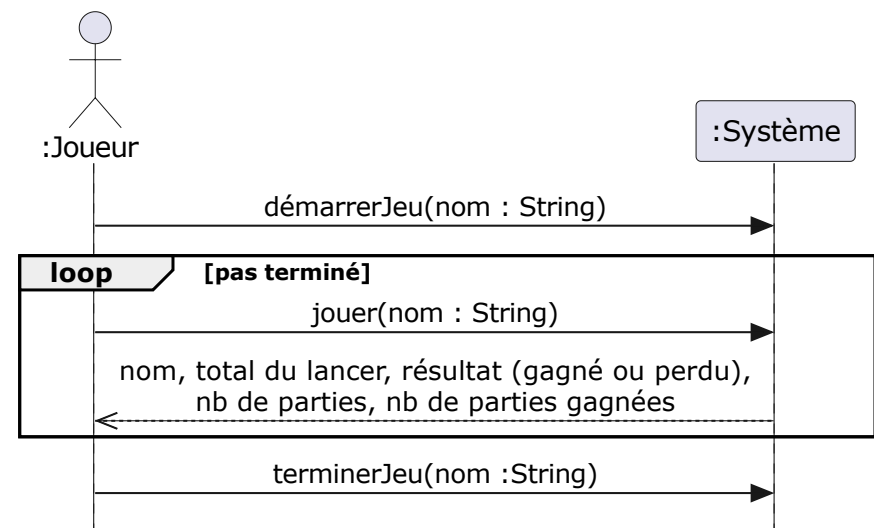 :Joueur
:Système
démarrerJeu(nom : String)
loop [pas terminé]
jouer(nom : String)
nom, total du lancer, résultat (gagné ou perdu),
nb de parties, nb de parties gagnées
terminerJeu(nom :String)